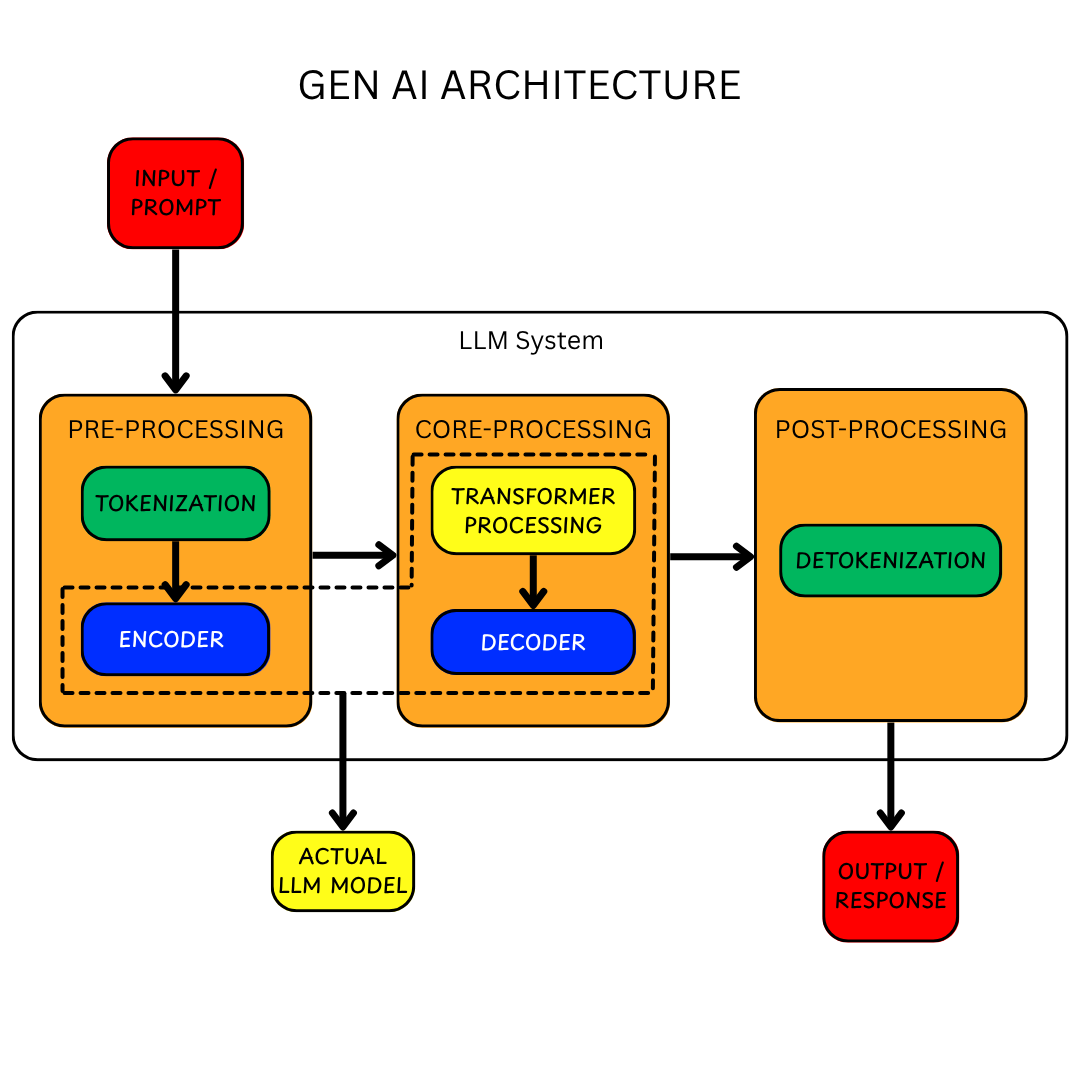 GEN AI ARCHITECTURE
INPUT /
PROMPT
LLM System
PRE-PROCESSING
TOKENIZATION
ENCODER
CORE-PROCESSING
TRANSFORMER
PROCESSING
DECODER
POST-PROCESSING
DETOKENIZATION
ACTUAL
LLM MODEL
OUTPUT /
RESPONSE